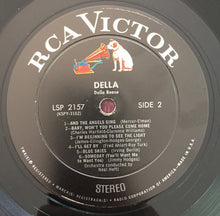 RCA VICTOR
DELLA
Della Reese
LSP 2157
SIDE 2
1—AND THE ANGELS SING (Mercer-Elman)
2—BABY, WON'T YOU PLEASE COME HOME
(Charles Warfield-Clarence Williams)
3—I'M BEGINNING TO SEE THE LIGHT
(James-Ellington-Hodges-George)
4—I'LL GET BY (Fred Ahlert-Roy Turk)
5—BLUE SKIES (Irving Berlin)
6—SOMEDAY (You'll Want Me
to Want You) (Jimmy Hodges)
Orchestra conducted by
Neal Hefti
STEREO